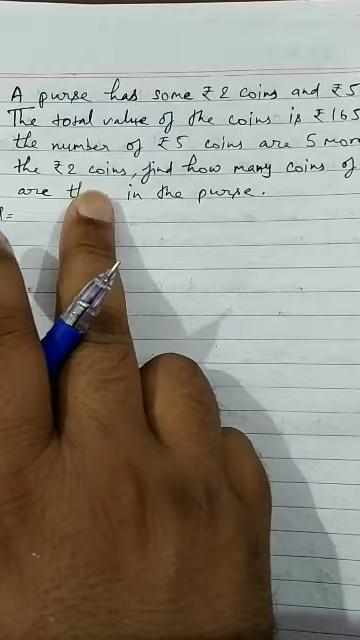 A purse has some ₹2 coins and ₹5
The total value of the coins is ₹165
the number of ₹5 coins are 5 more
the ₹2 coins, find how many coins of
are in the purse.